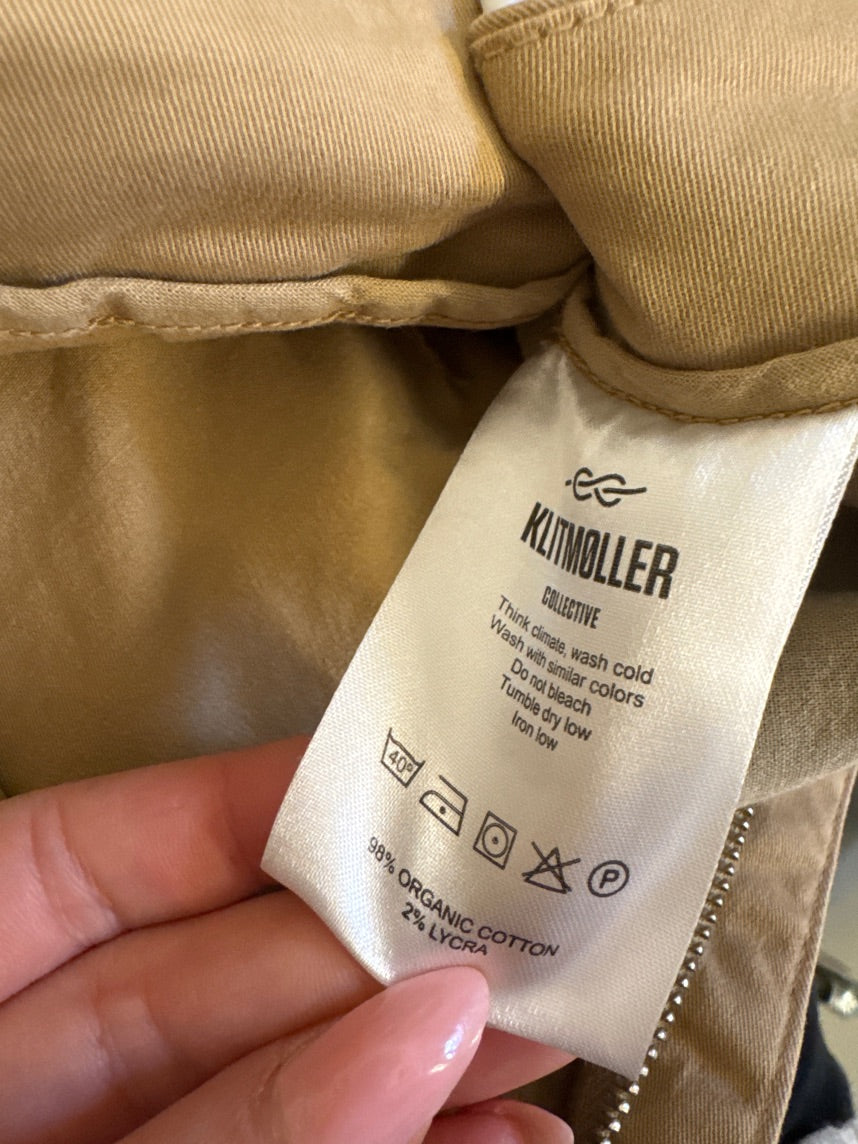 KLITMØLLER
COLLECTIVE
Think climate, wash cold
Wash with similar colors
Do not bleach
Tumble dry low
Iron low
40°
P
98% ORGANIC COTTON
2% LYCRA